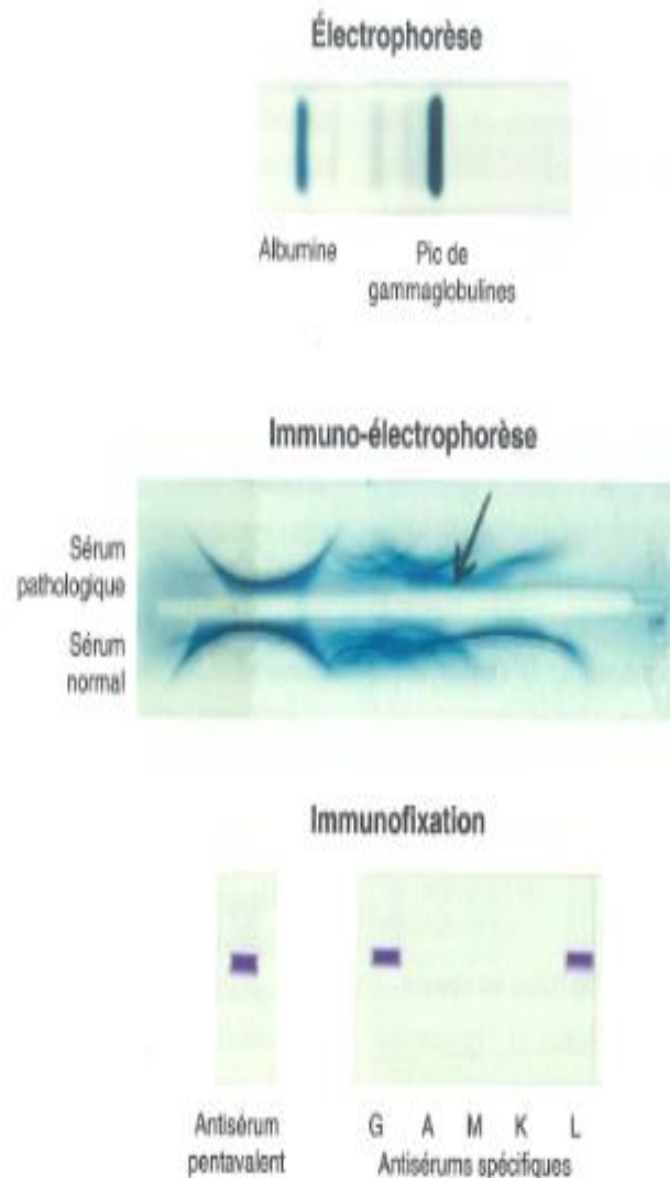 Électrophorèse
Albumine
Pic de
gammaglobulines
Immuno-électrophorèse
Sérum
pathologique
Sérum
normal
Immunofixation
Antisérum
pentavalent
G A M K L
Antisérums spécifiques